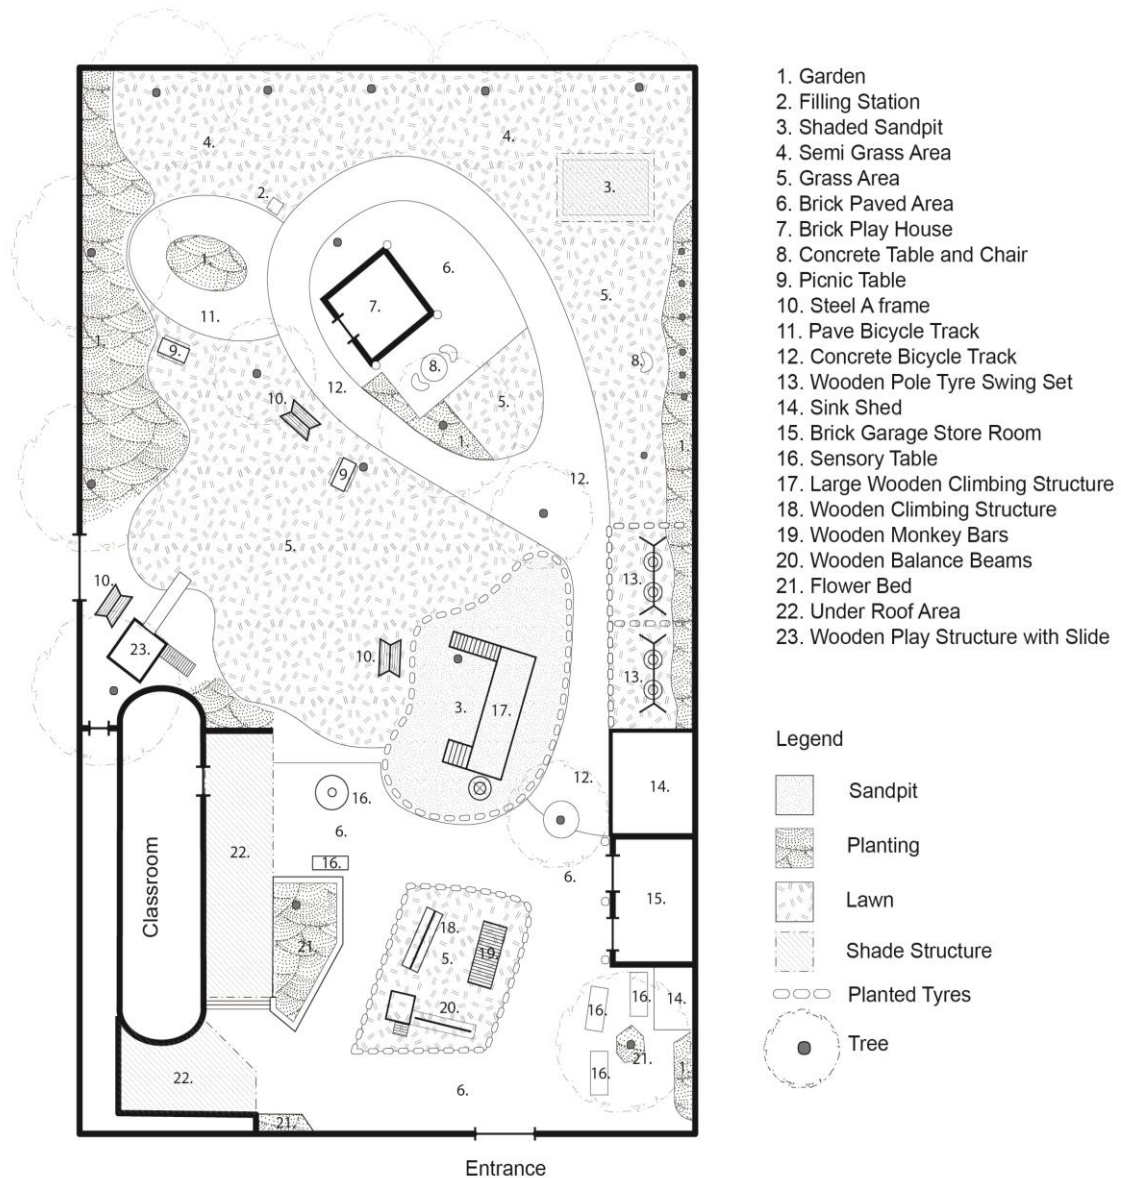 4.
4.
2.
3.
1.
6.
5.
7.
11.
1.
9.
8.
8.
12.
10.
5.
1.
1.
9.
12.
5.
10.
13.
23.
10.
13.
3.
17.
16.
12.
14.
6.
22.
16.
6.
15.
Classroom
21.
18.
19.
5.
20.
16.
14.
16.
21.
16.
1.
22.
6.
21.
Entrance
1. Garden
2. Filling Station
3. Shaded Sandpit
4. Semi Grass Area
5. Grass Area
6. Brick Paved Area
7. Brick Play House
8. Concrete Table and Chair
9. Picnic Table
10. Steel A frame
11. Pave Bicycle Track
12. Concrete Bicycle Track
13. Wooden Pole Tyre Swing Set
14. Sink Shed
15. Brick Garage Store Room
16. Sensory Table
17. Large Wooden Climbing Structure
18. Wooden Climbing Structure
19. Wooden Monkey Bars
20. Wooden Balance Beams
21. Flower Bed
22. Under Roof Area
23. Wooden Play Structure with Slide
Legend
Sandpit
Planting
Lawn
Shade Structure
Planted Tyres
Tree